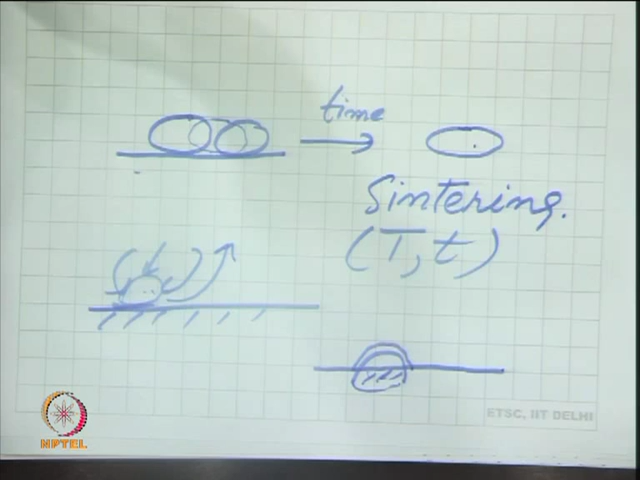 time
Sintering.
(T, t)
NPTEL
ETSC, IIT DELHI